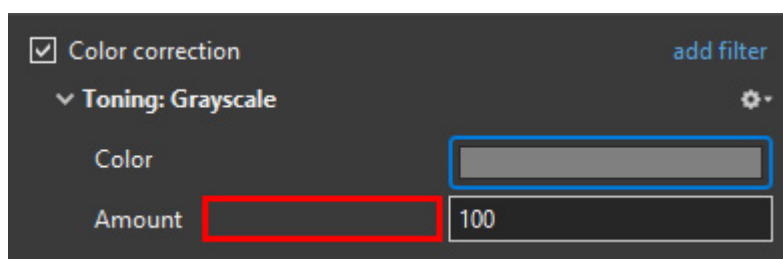 Color correction add filter
Toning: Grayscale
Color
Amount 100